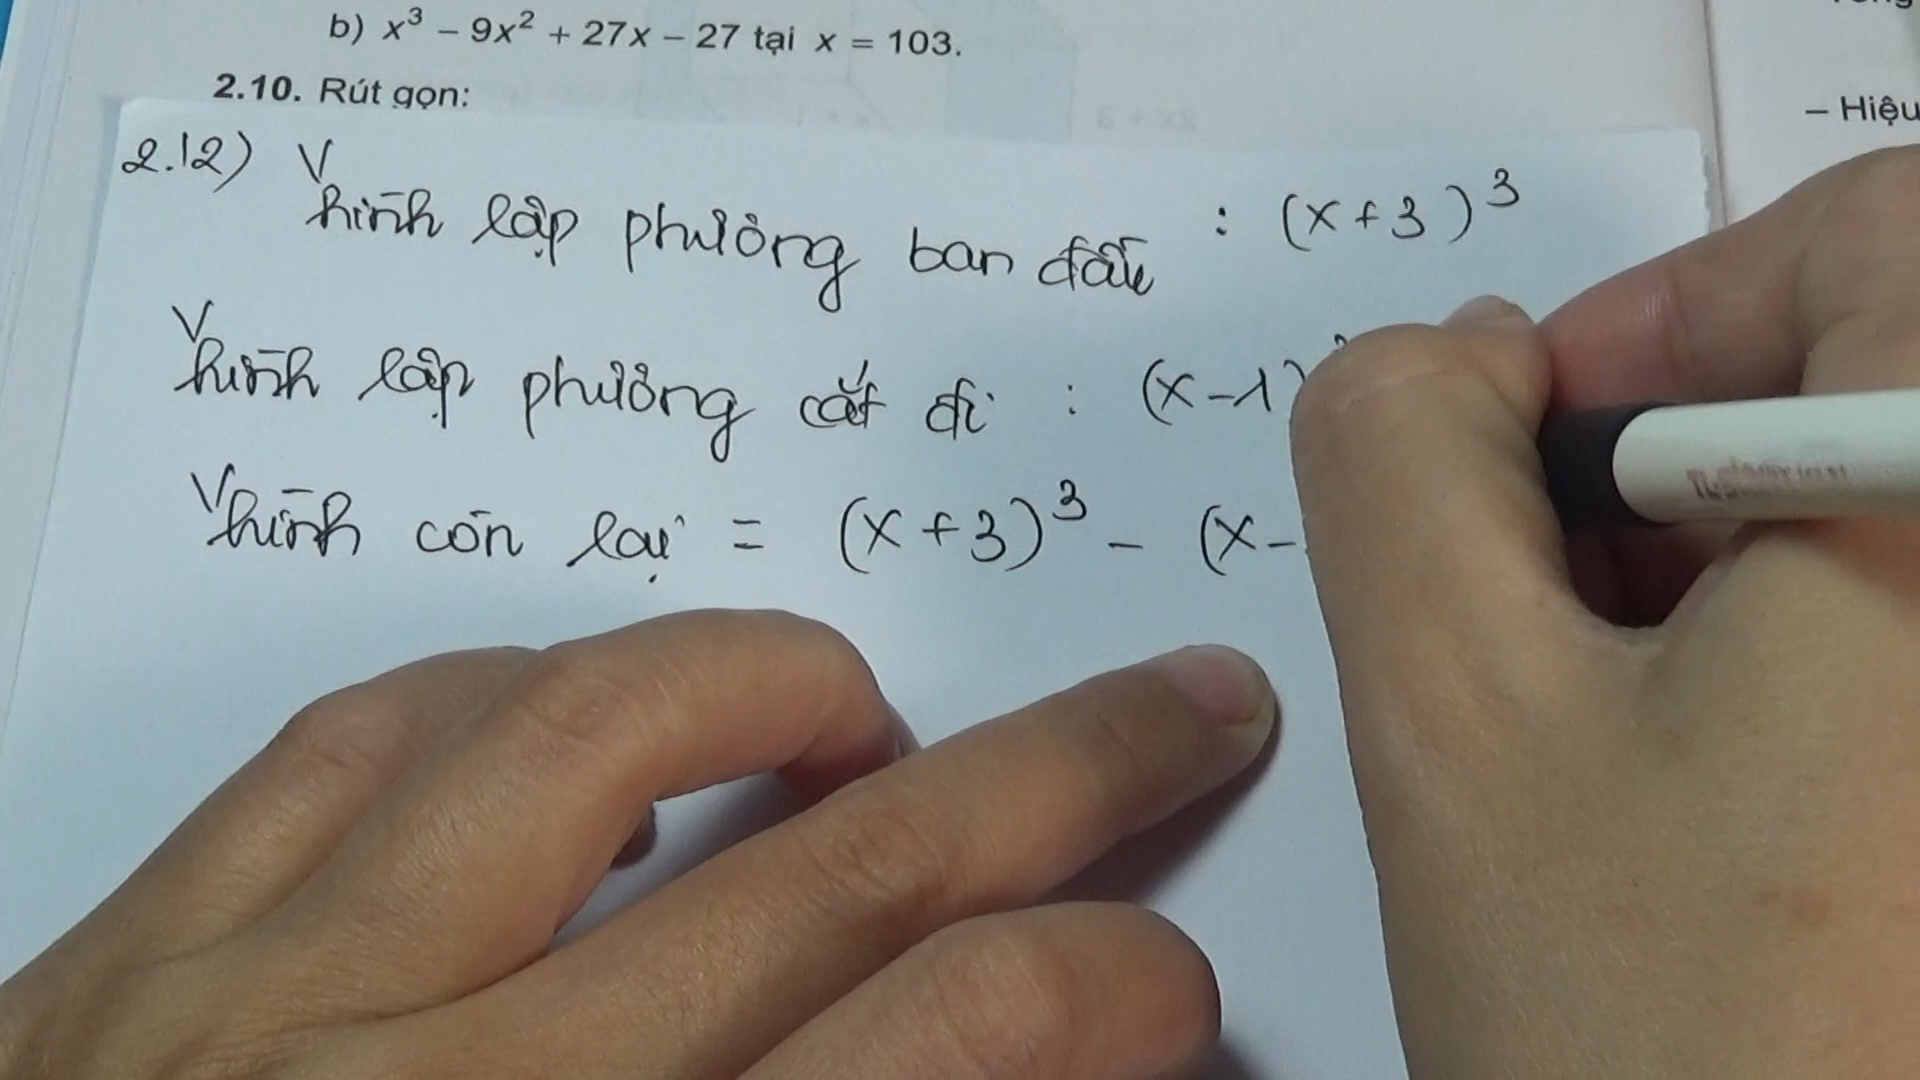 b) x³ – 9x² + 27x – 27 tại x = 103.
2.10. Rút gọn:
– Hiệu
2.12) V hình lập phương ban đầu : (x+3)³
V hình lập phương cắt đi : (x-1)
V hình còn lại = (x+3)³ - (x-